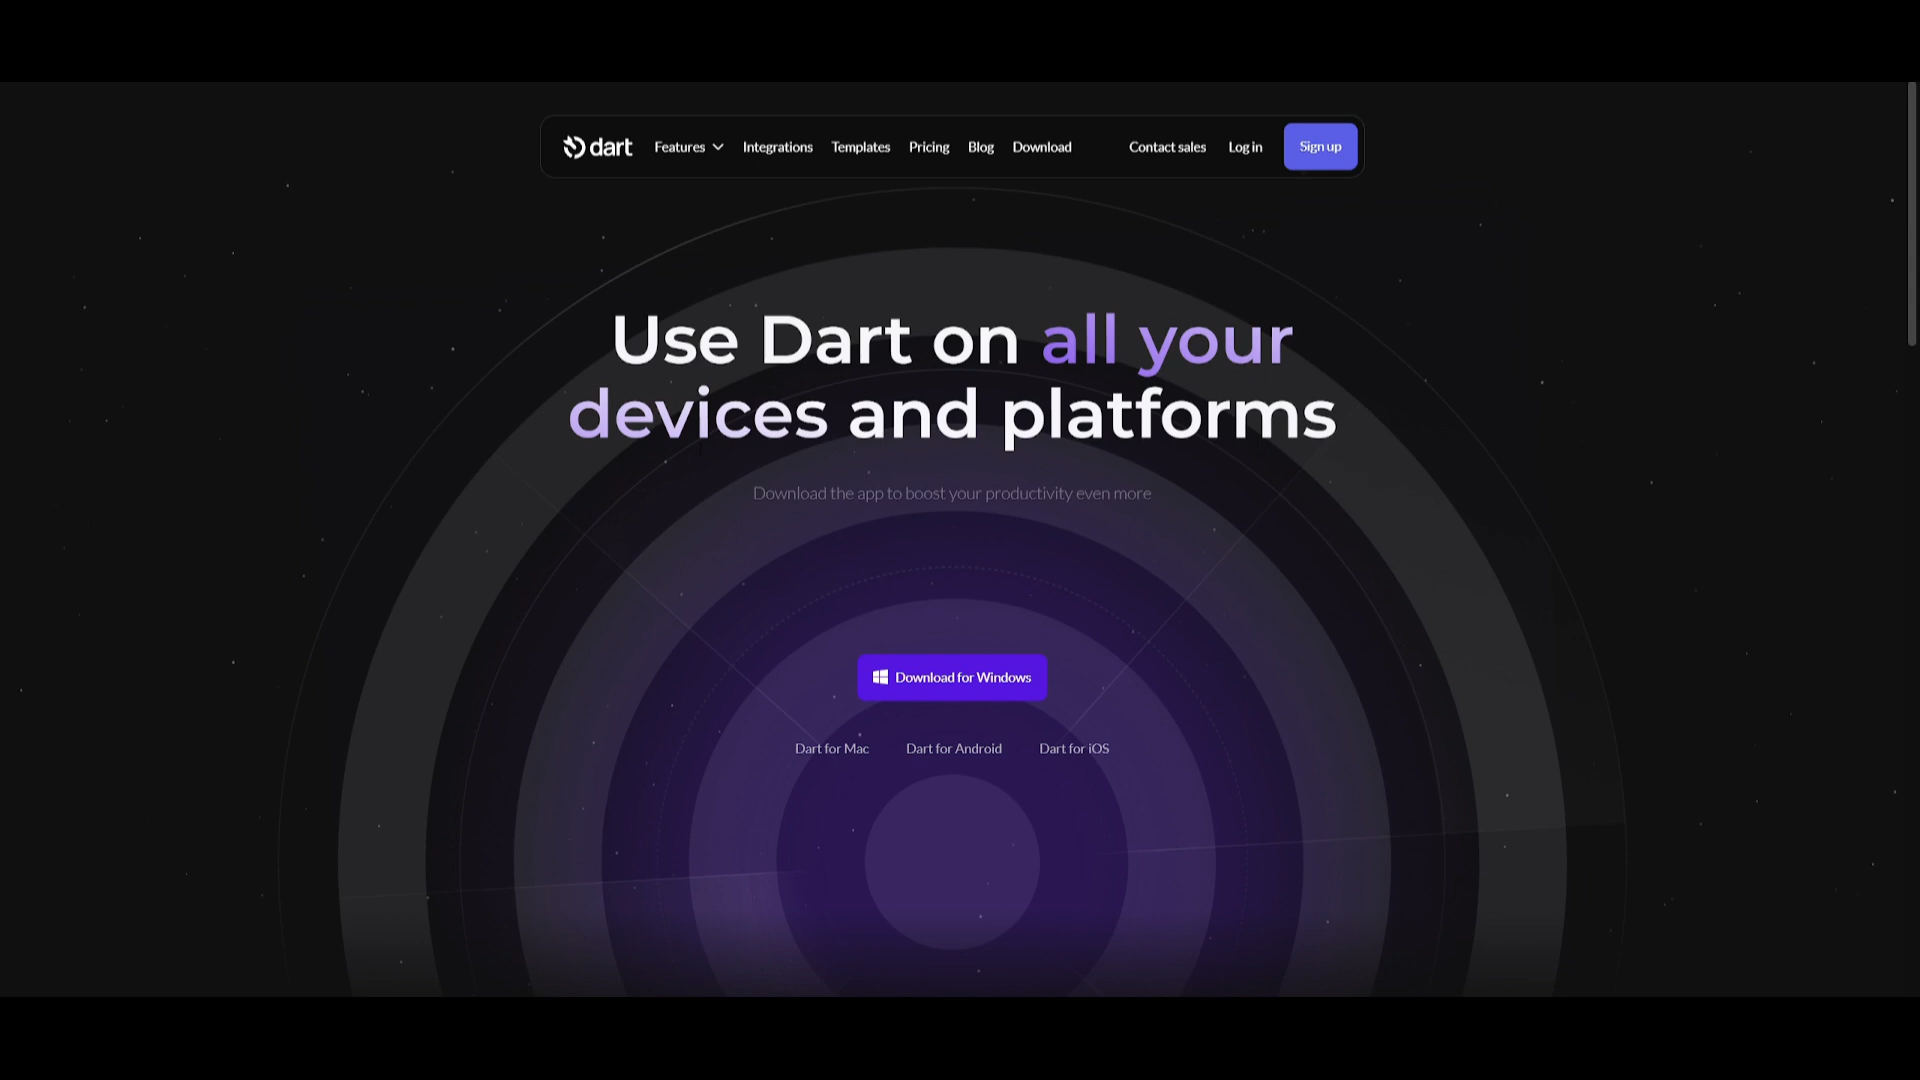 dart Features Integrations Templates Pricing Blog Download Contact sales Log in Sign up
Use Dart on all your
devices and platforms
Download the app to boost your productivity even more
Download for Windows
Dart for Mac Dart for Android Dart for iOS